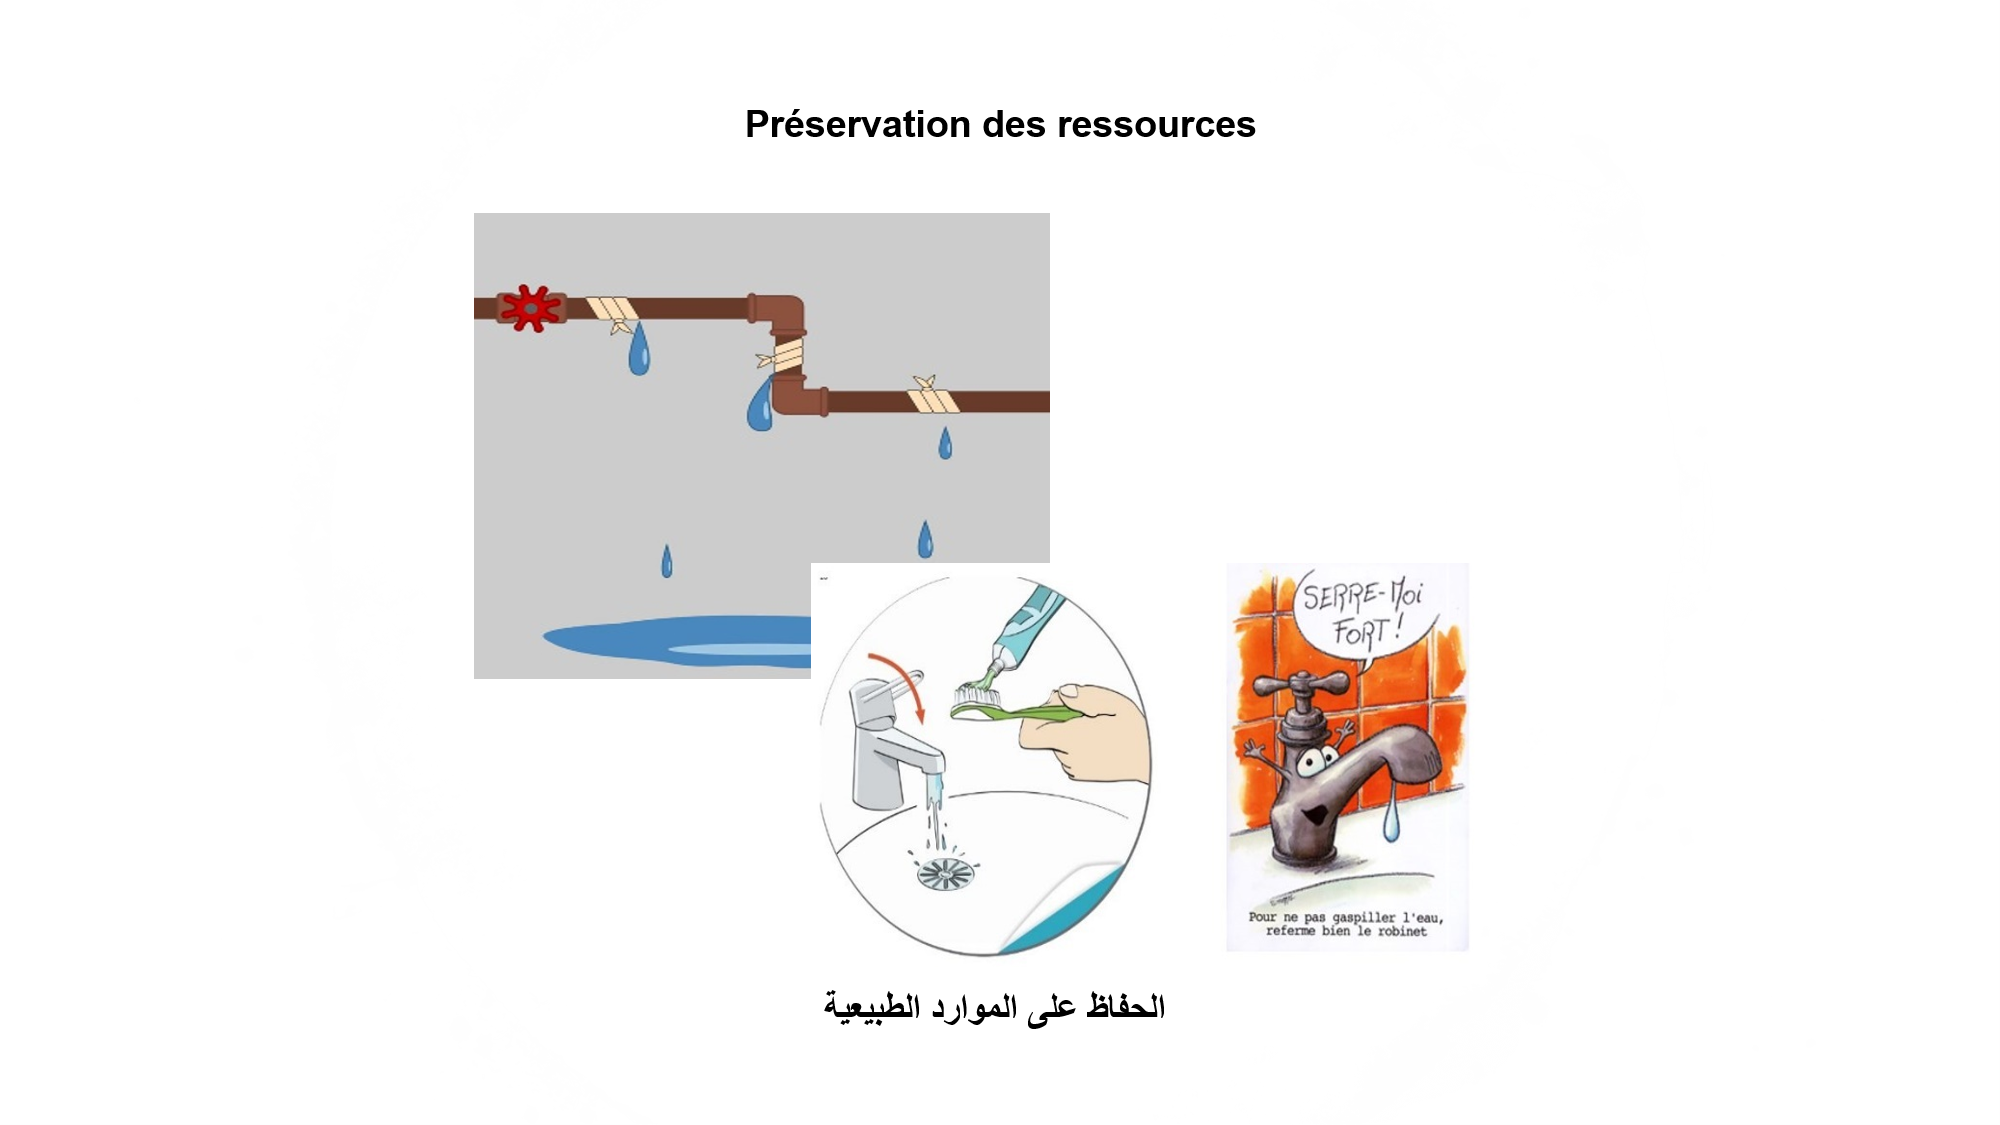 Préservation des ressources
SERRE-MOi
FORT !
Pour ne pas gaspiller l'eau,
referme bien le robinet
الحفاظ على الموارد الطبيعية